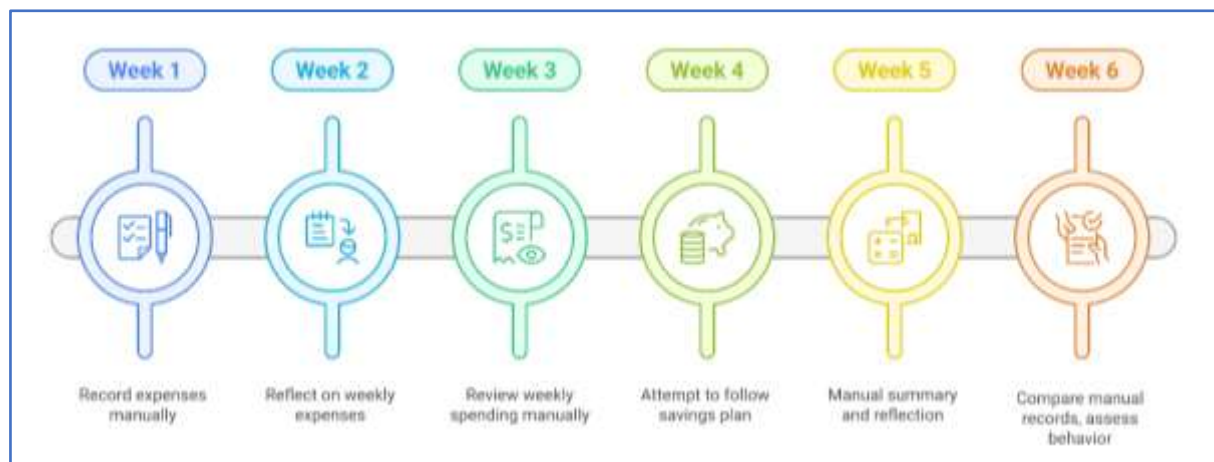 Week 1
Week 2
Week 3
Week 4
Week 5
Week 6
Record expenses
manually
Reflect on weekly
expenses
Review weekly
spending manually
Attempt to follow
savings plan
Manual summary
and reflection
Compare manual
records, assess
behavior